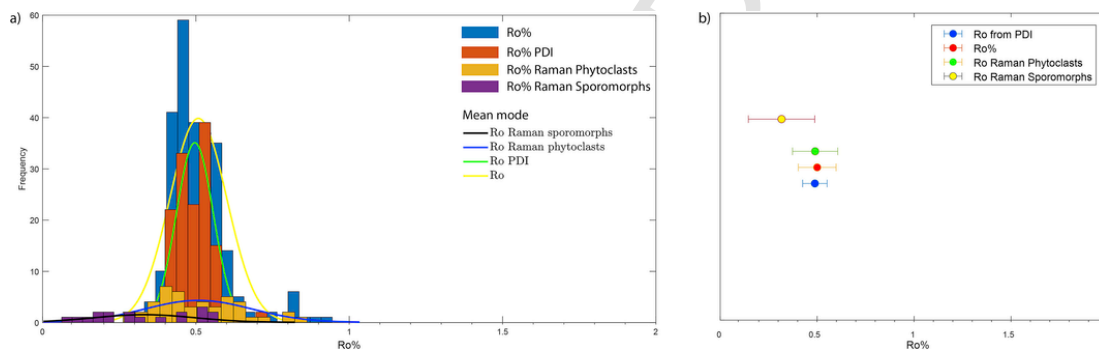 a)
60
50
40
30
20
10
0
Frequency
0
0.5
1
1.5
2
Ro%
Ro%
Ro% PDI
Ro% Raman Phytoclasts
Ro% Raman Sporomorphs
Mean mode
Ro Raman sporomorphs
Ro Raman phytoclasts
Ro PDI
Ro
b)
Ro from PDI
Ro%
Ro Raman Phytoclasts
Ro Raman Sporomorphs
0
0.5
1
1.5
Ro%